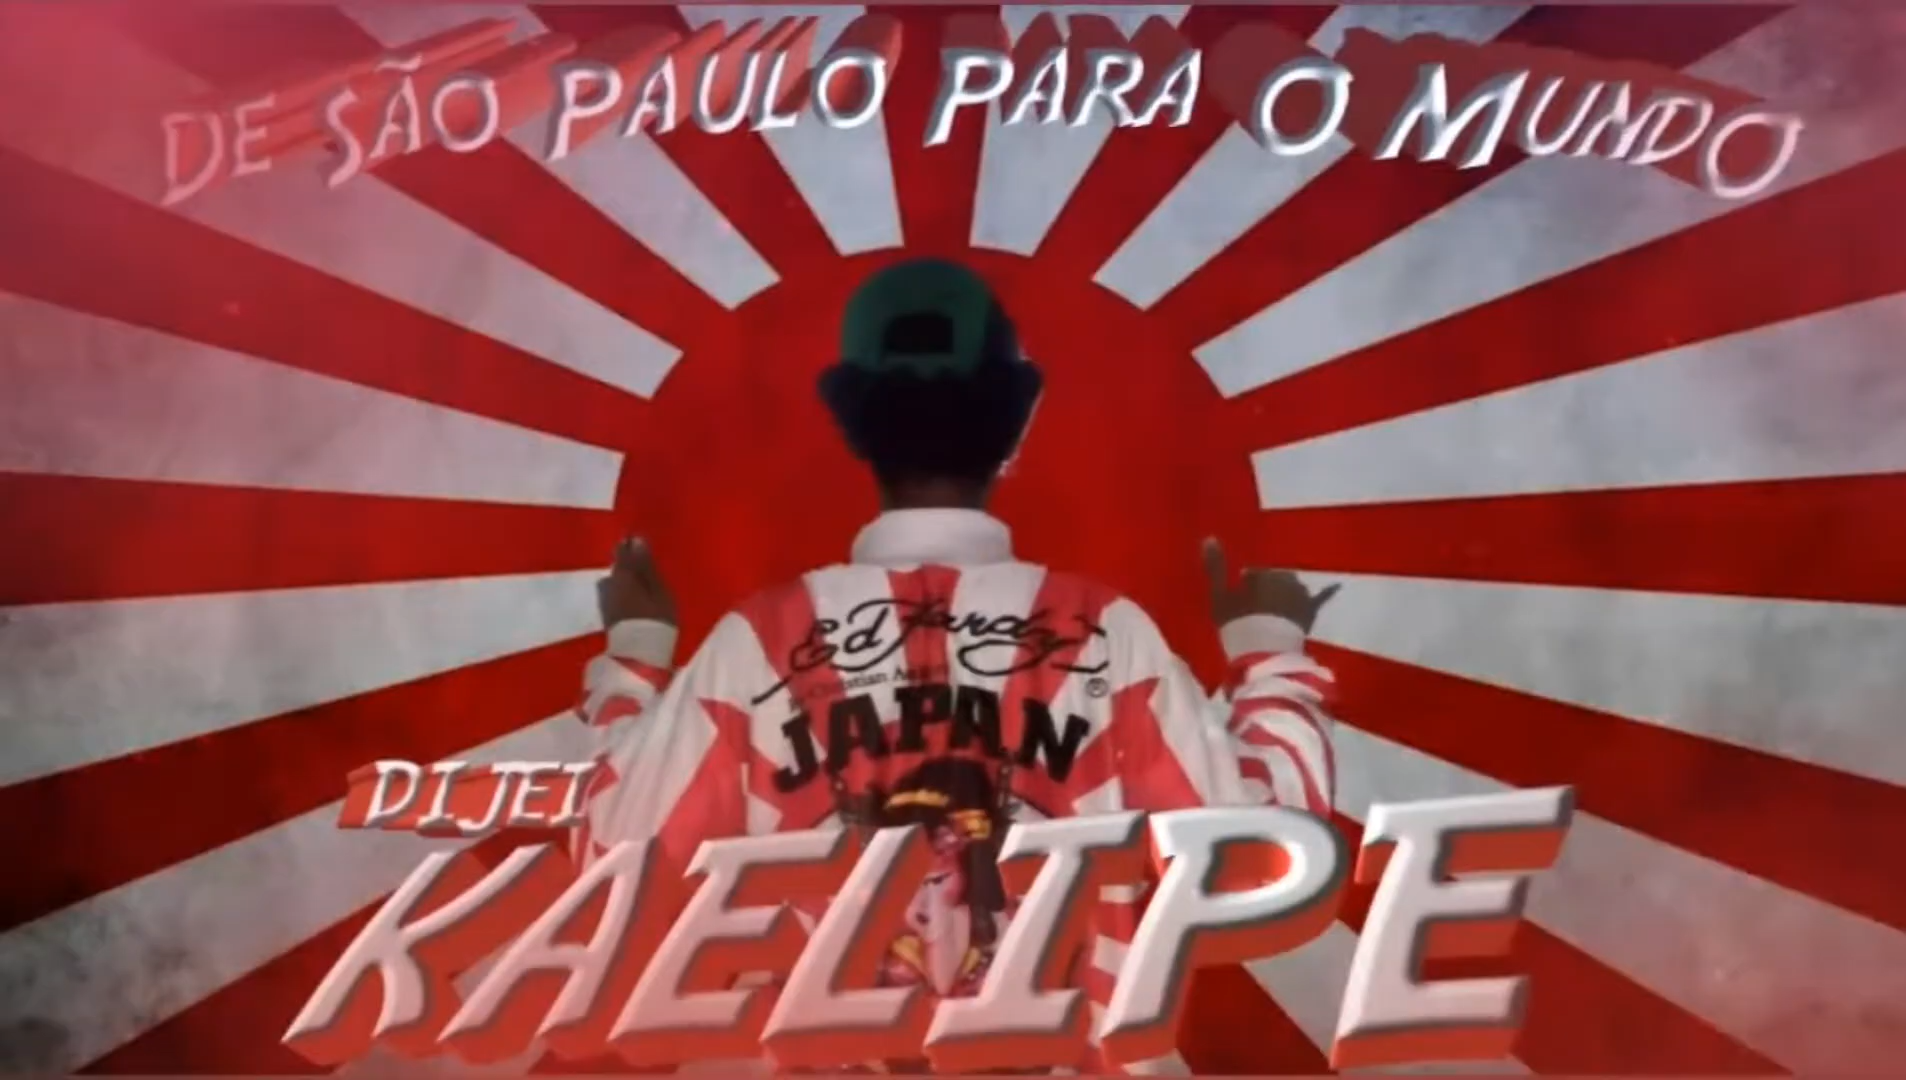 DE SÃO PAULO PARA O MUNDO
Ed Hardy
JAPAN
DIJEI
KAELIPE